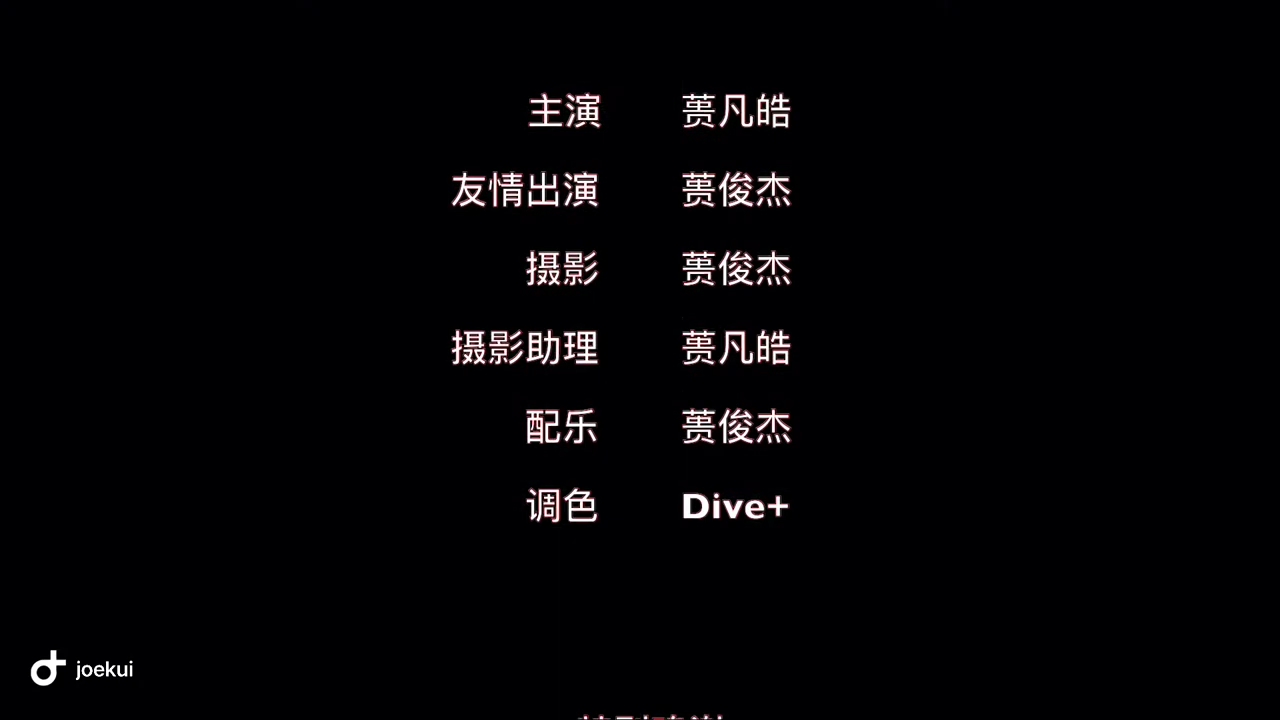 主演 蒉凡皓
友情出演 蒉俊杰
摄影 蒉俊杰
摄影助理 蒉凡皓
配乐 蒉俊杰
调色 Dive+
joekui